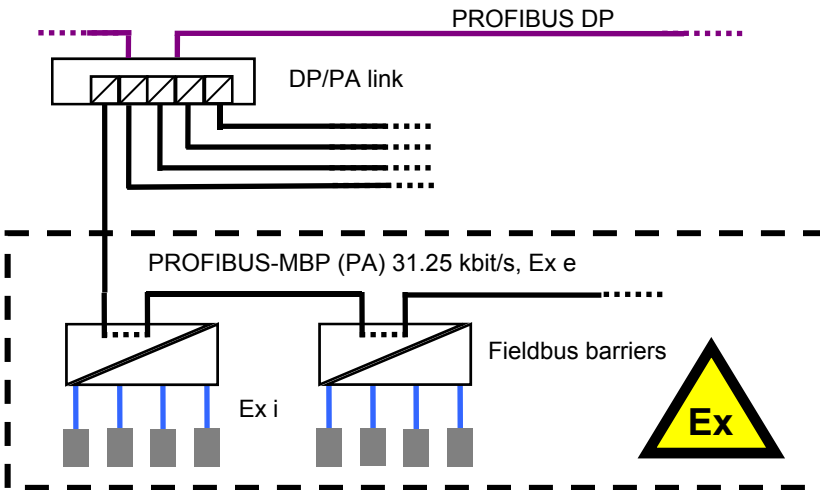 PROFIBUS DP
DP/PA link
PROFIBUS-MBP (PA) 31.25 kbit/s, Ex e
Fieldbus barriers
Ex i
Ex